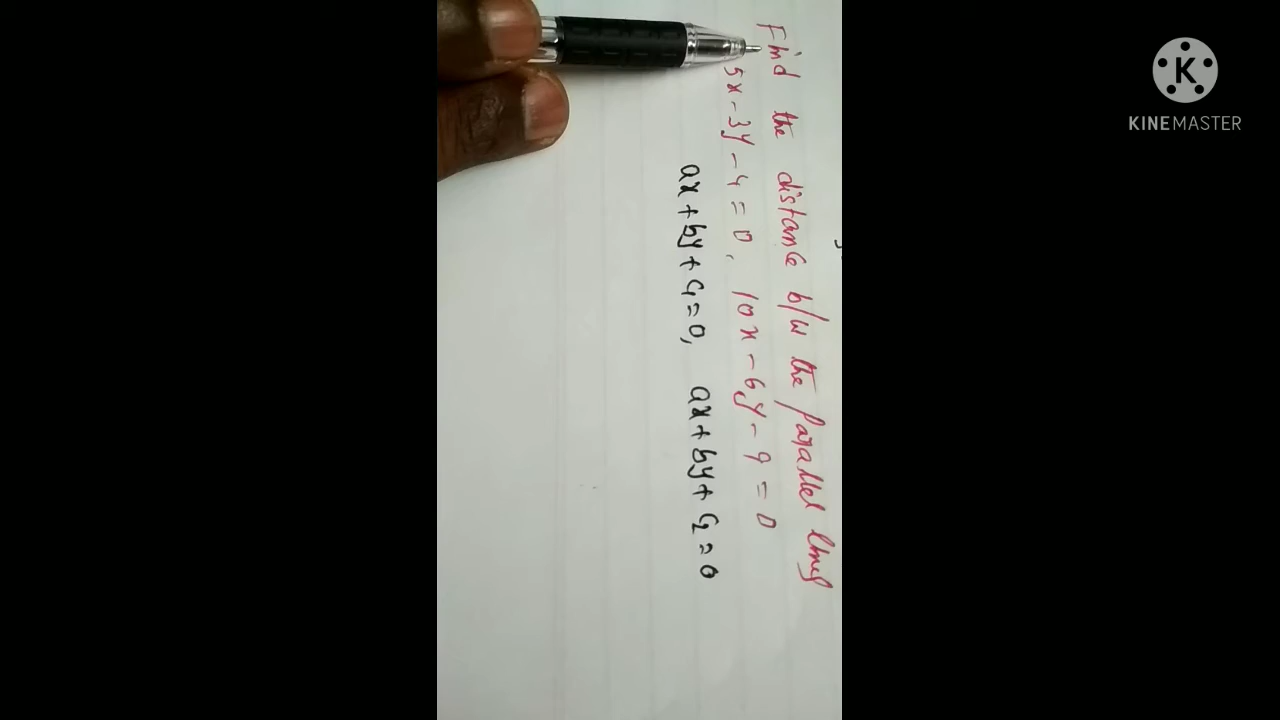 Find the distance b/w the parallel lines
5x - 3y - 4 = 0, 10x - 6y - 9 = 0
ax + by + c₁ = 0, ax + by + c₂ = 0
K
KINEMASTER